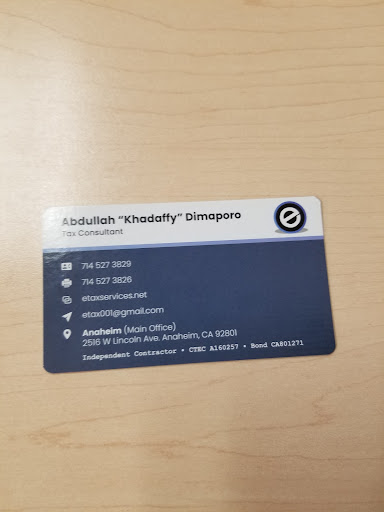 Abdullah “Khadaffy” Dimaporo
Tax Consultant
e
714 527 3829
714 527 3826
etaxservices.net
etax001@gmail.com
Anaheim (Main Office)
2516 W Lincoln Ave. Anaheim, CA 92801
Independent Contractor • CTEC A160257 • Bond CA801271